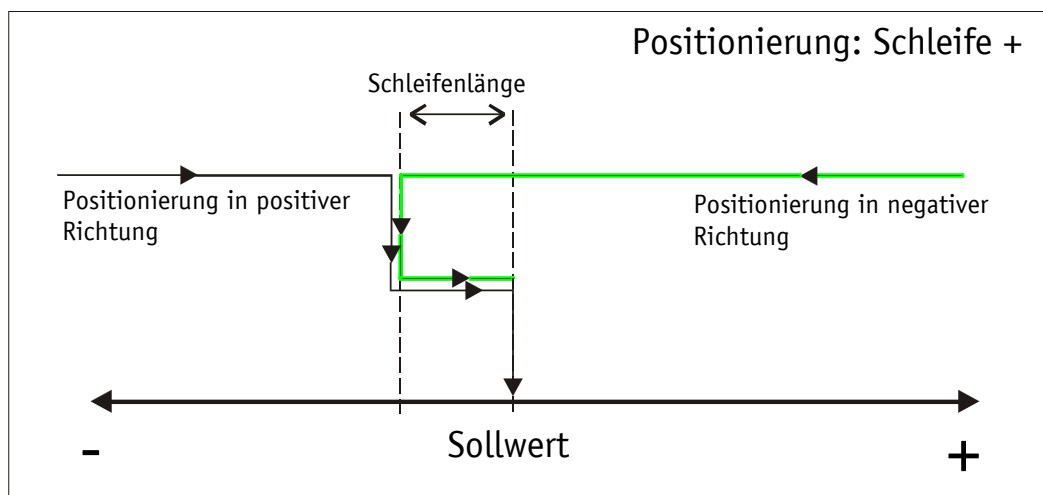 Positionierung: Schleife +
Schleifenlänge
Positionierung in positiver
Richtung
Positionierung in negativer
Richtung
- Sollwert +